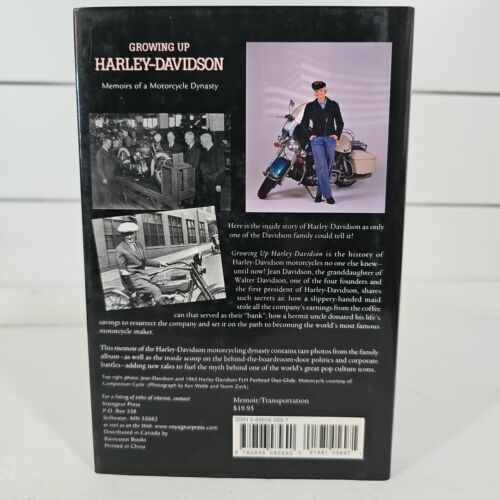 GROWING UP
HARLEY-DAVIDSON
Memoirs of a Motorcycle Dynasty
Here is the inside story of Harley-Davidson as only
one of the Davidson family could tell it!
Growing Up Harley-Davidson is the history of
Harley-Davidson motorcycles no one else knew—
until now! Jean Davidson, the granddaughter of
Walter Davidson, one of the four founders and
the first president of Harley-Davidson, shares
such secrets as: how a slippery-handed maid
stole all the company's earnings from the coffee
can that served as their "bank"; how a hermit uncle donated his life's
savings to resurrect the company and set it on the path to becoming the world's most famous
motorcycle maker.
This memoir of the Harley-Davidson motorcycling dynasty contains rare photos from the family
album—as well as the inside scoop on the behind-the-boardroom-door politics and corporate
battles—adding new tales to fuel the myth behind one of the world's great pop culture icons.
Top right photo: Jean Davidson and 1965 Harley-Davidson FLH Panhead Duo-Glide. Motorcycle courtesy of
Companion Cycle. (Photograph by Ken Webb and Norm Zurk)
For a listing of titles of interest, contact:
Voyageur Press
P.O. Box 338
Stillwater, MN 55082
or visit us on the Web: www.voyageurpress.com
Distributed in Canada by
Raincoast Books
Printed in China
Memoir/Transportation
$19.95
ISBN 0-89658-569-7